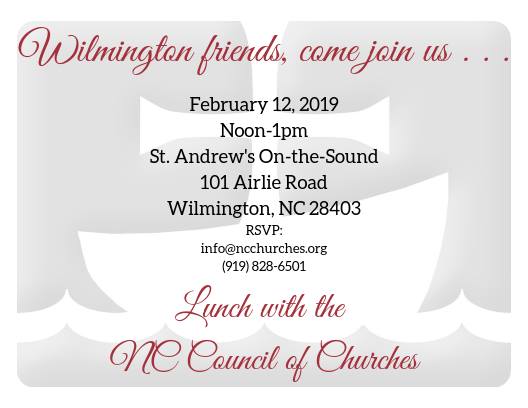 Wilmington friends, come join us . . .
February 12, 2019
Noon-1pm
St. Andrew's On-the-Sound
101 Airlie Road
Wilmington, NC 28403
RSVP:
info@ncchurches.org
(919) 828-6501
Lunch with the
NC Council of Churches